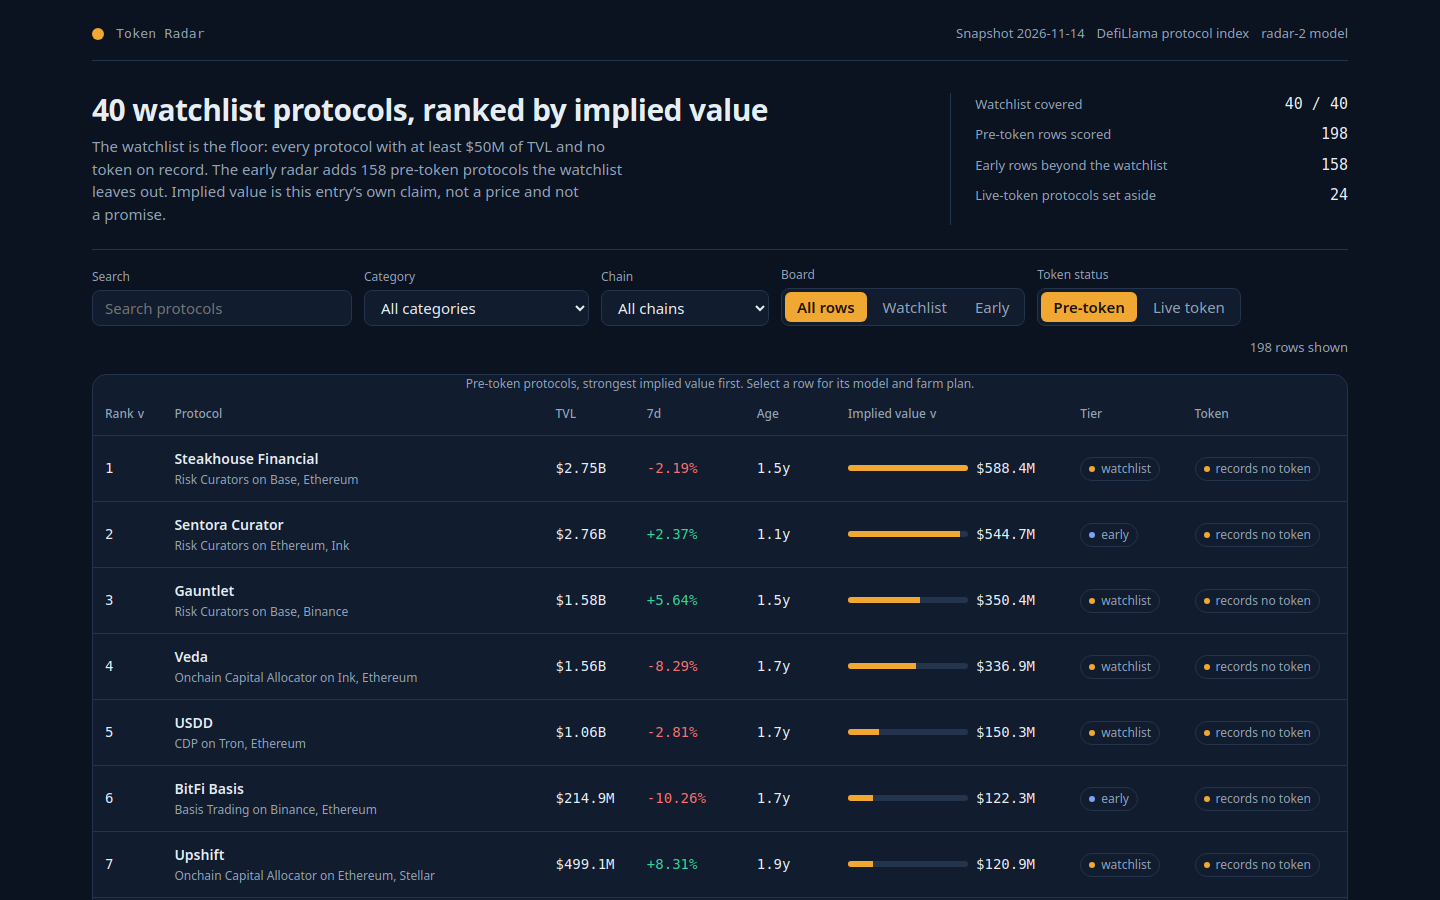 Token Radar
Snapshot 2026-11-14 DefiLlama protocol index radar-2 model
40 watchlist protocols, ranked by implied value
The watchlist is the floor: every protocol with at least $50M of TVL and no
token on record. The early radar adds 158 pre-token protocols the watchlist
leaves out. Implied value is this entry's own claim, not a price and not
a promise.
Watchlist covered 40 / 40
Pre-token rows scored 198
Early rows beyond the watchlist 158
Live-token protocols set aside 24
Search Category Chain Board Token status
Search protocols All categories All chains All rows Watchlist Early Pre-token Live token
198 rows shown
Pre-token protocols, strongest implied value first. Select a row for its model and farm plan.
Rank v Protocol TVL 7d Age Implied value v Tier Token
1 Steakhouse Financial $2.75B -2.19% 1.5y $588.4M watchlist records no token
Risk Curators on Base, Ethereum
2 Sentora Curator $2.76B +2.37% 1.1y $544.7M early records no token
Risk Curators on Ethereum, Ink
3 Gauntlet $1.58B +5.64% 1.5y $350.4M watchlist records no token
Risk Curators on Base, Binance
4 Veda $1.56B -8.29% 1.7y $336.9M watchlist records no token
Onchain Capital Allocator on Ink, Ethereum
5 USDD $1.06B -2.81% 1.7y $150.3M watchlist records no token
CDP on Tron, Ethereum
6 BitFi Basis $214.9M -10.26% 1.7y $122.3M early records no token
Basis Trading on Binance, Ethereum
7 Upshift $499.1M +8.31% 1.9y $120.9M watchlist records no token
Onchain Capital Allocator on Ethereum, Stellar